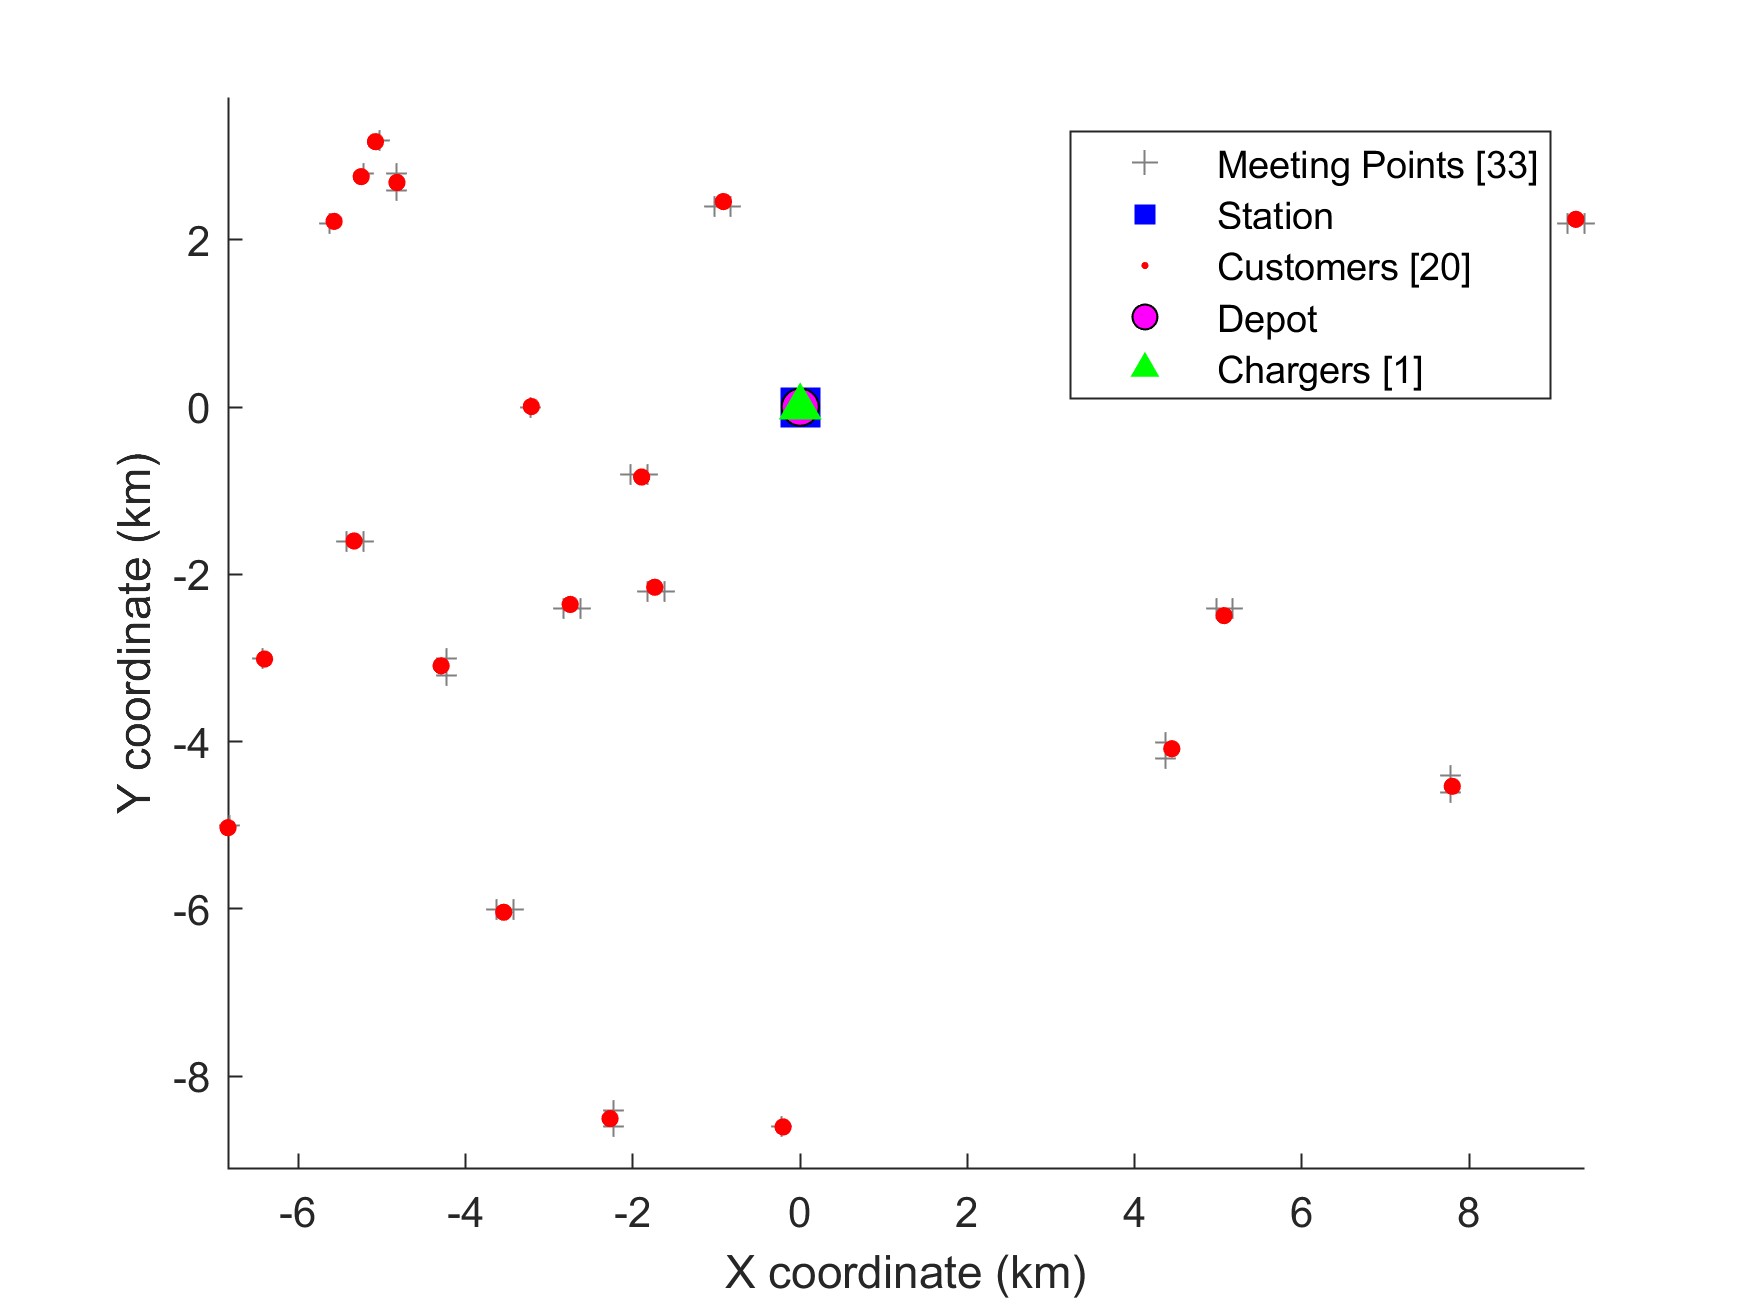 Meeting Points [33]
Station
Customers [20]
Depot
Chargers [1]
2
0
-2
-4
-6
-8
Y coordinate (km)
-6 -4 -2 0 2 4 6 8
X coordinate (km)